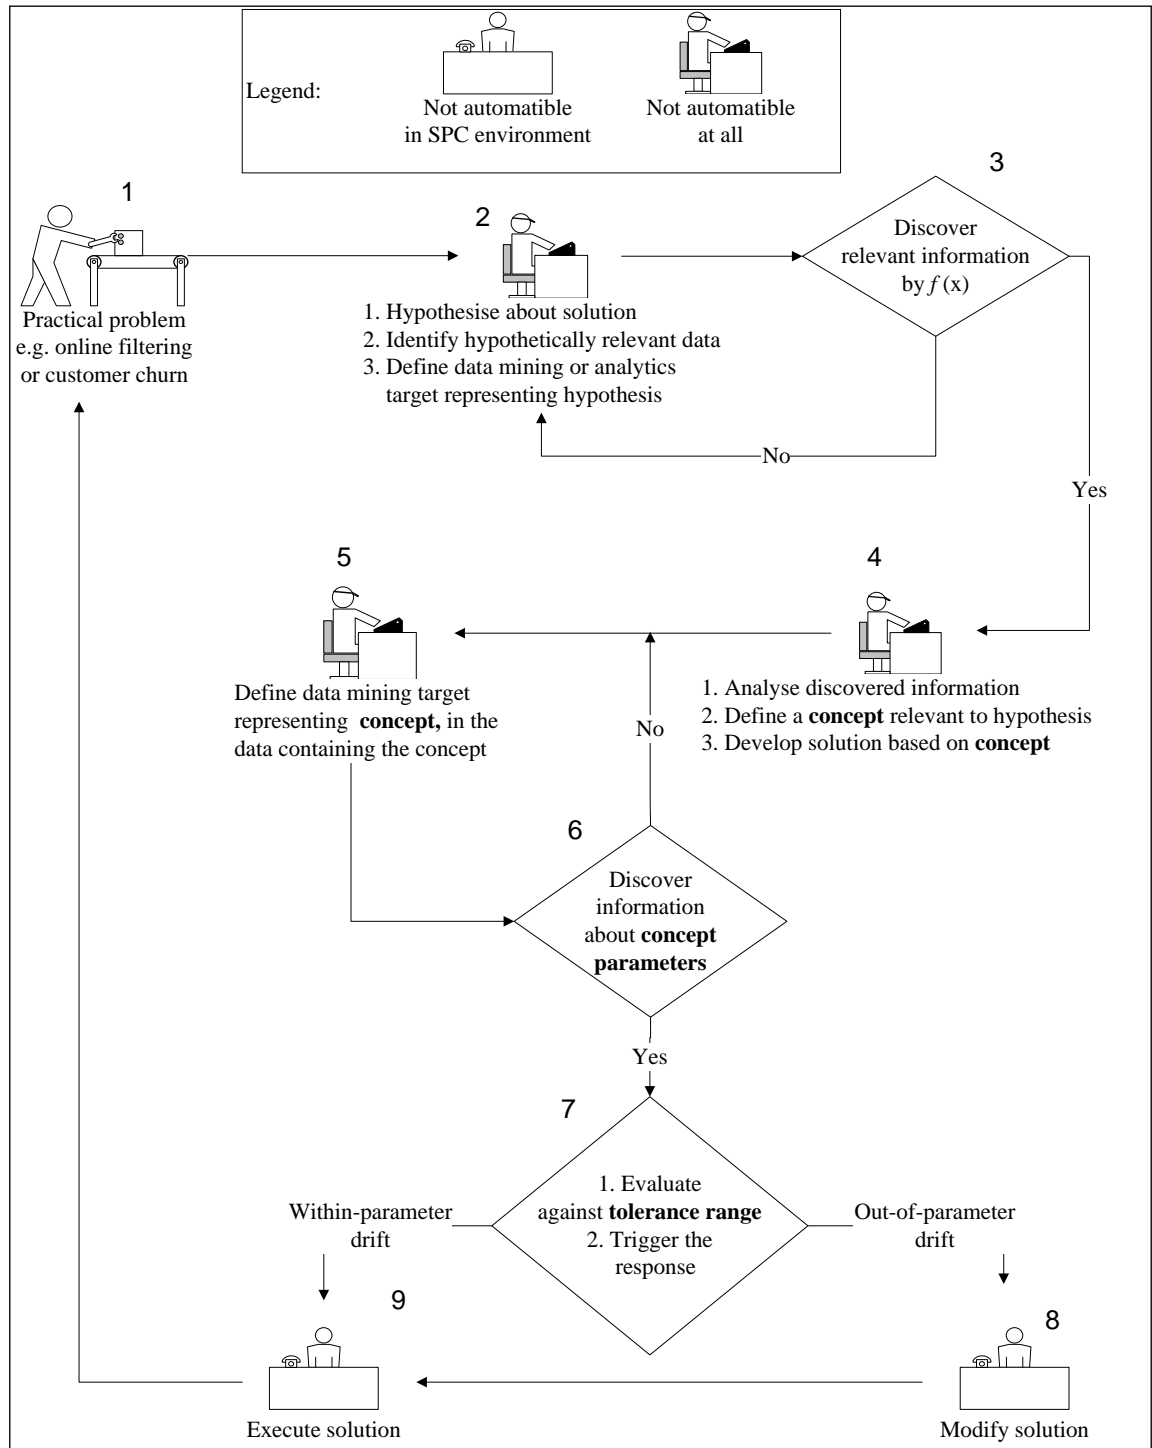 Legend:
Not automatible
in SPC environment
Not automatible
at all
1
Practical problem
e.g. online filtering
or customer churn
2
1. Hypothesise about solution
2. Identify hypothetically relevant data
3. Define data mining or analytics
target representing hypothesis
3
Discover
relevant information
by f (x)
No
Yes
4
1. Analyse discovered information
2. Define a concept relevant to hypothesis
3. Develop solution based on concept
5
Define data mining target
representing concept, in the
data containing the concept
No
6
Discover
information
about concept
parameters
Yes
7
1. Evaluate
against tolerance range
2. Trigger the
response
Within-parameter
drift
Out-of-parameter
drift
8
Modify solution
9
Execute solution